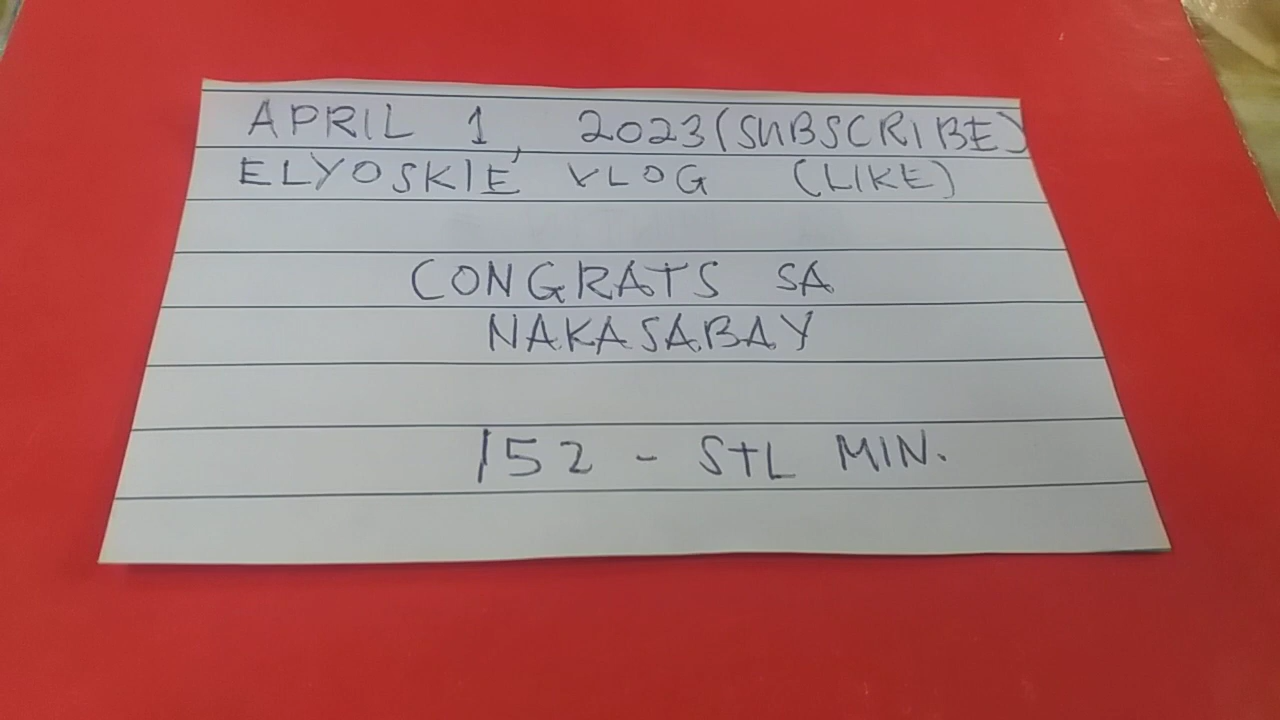 APRIL 1, 2023 (SUBSCRIBE)
ELYOSKIE VLOG (LIKE)
CONGRATS SA
NAKASABAY
152 - STL MIN.